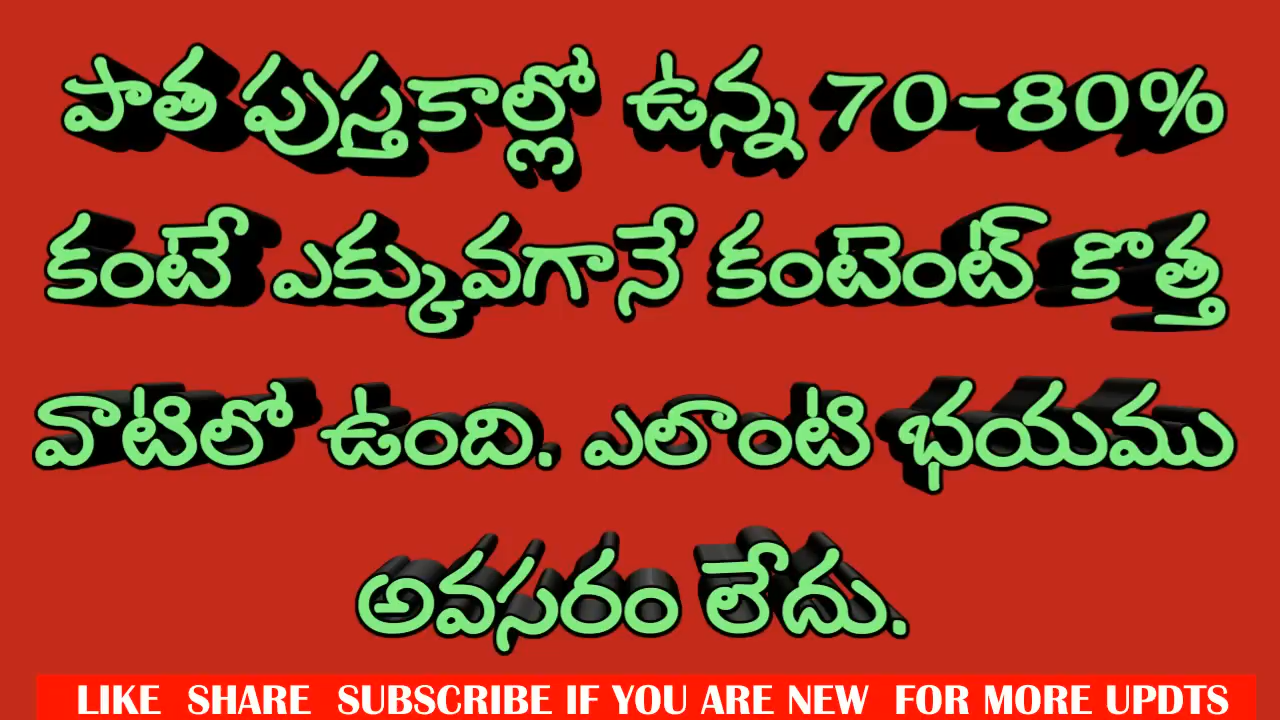 పాత పుస్తకాల్లో ఉన్న 70-80%
కంటే ఎక్కువగానే కంటెంట్ కొత్త
వాటిలో ఉంది. ఎలాంటి భయము
అవసరం లేదు.
LIKE SHARE SUBSCRIBE IF YOU ARE NEW FOR MORE UPDTS